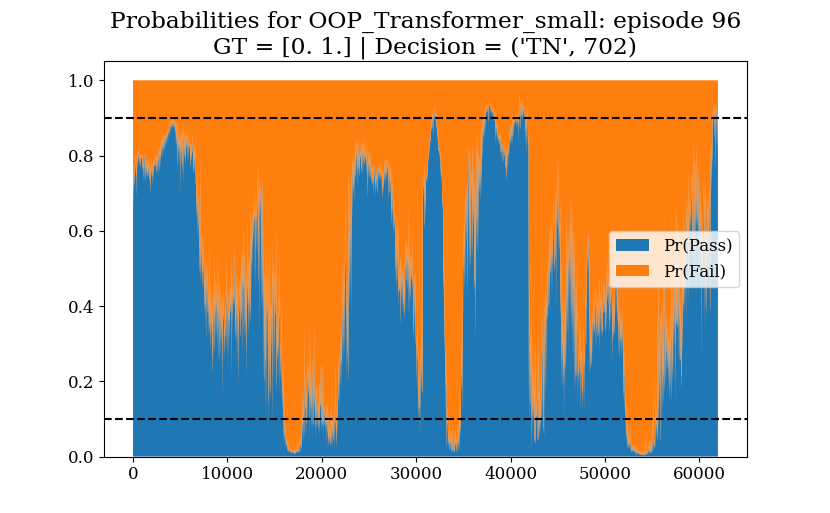 Probabilities for OOP_Transformer_small: episode 96
GT = [0. 1.] | Decision = ('TN', 702)
1.0
0.8
0.6
0.4
0.2
0.0
Pr(Pass)
Pr(Fail)
0 10000 20000 30000 40000 50000 60000